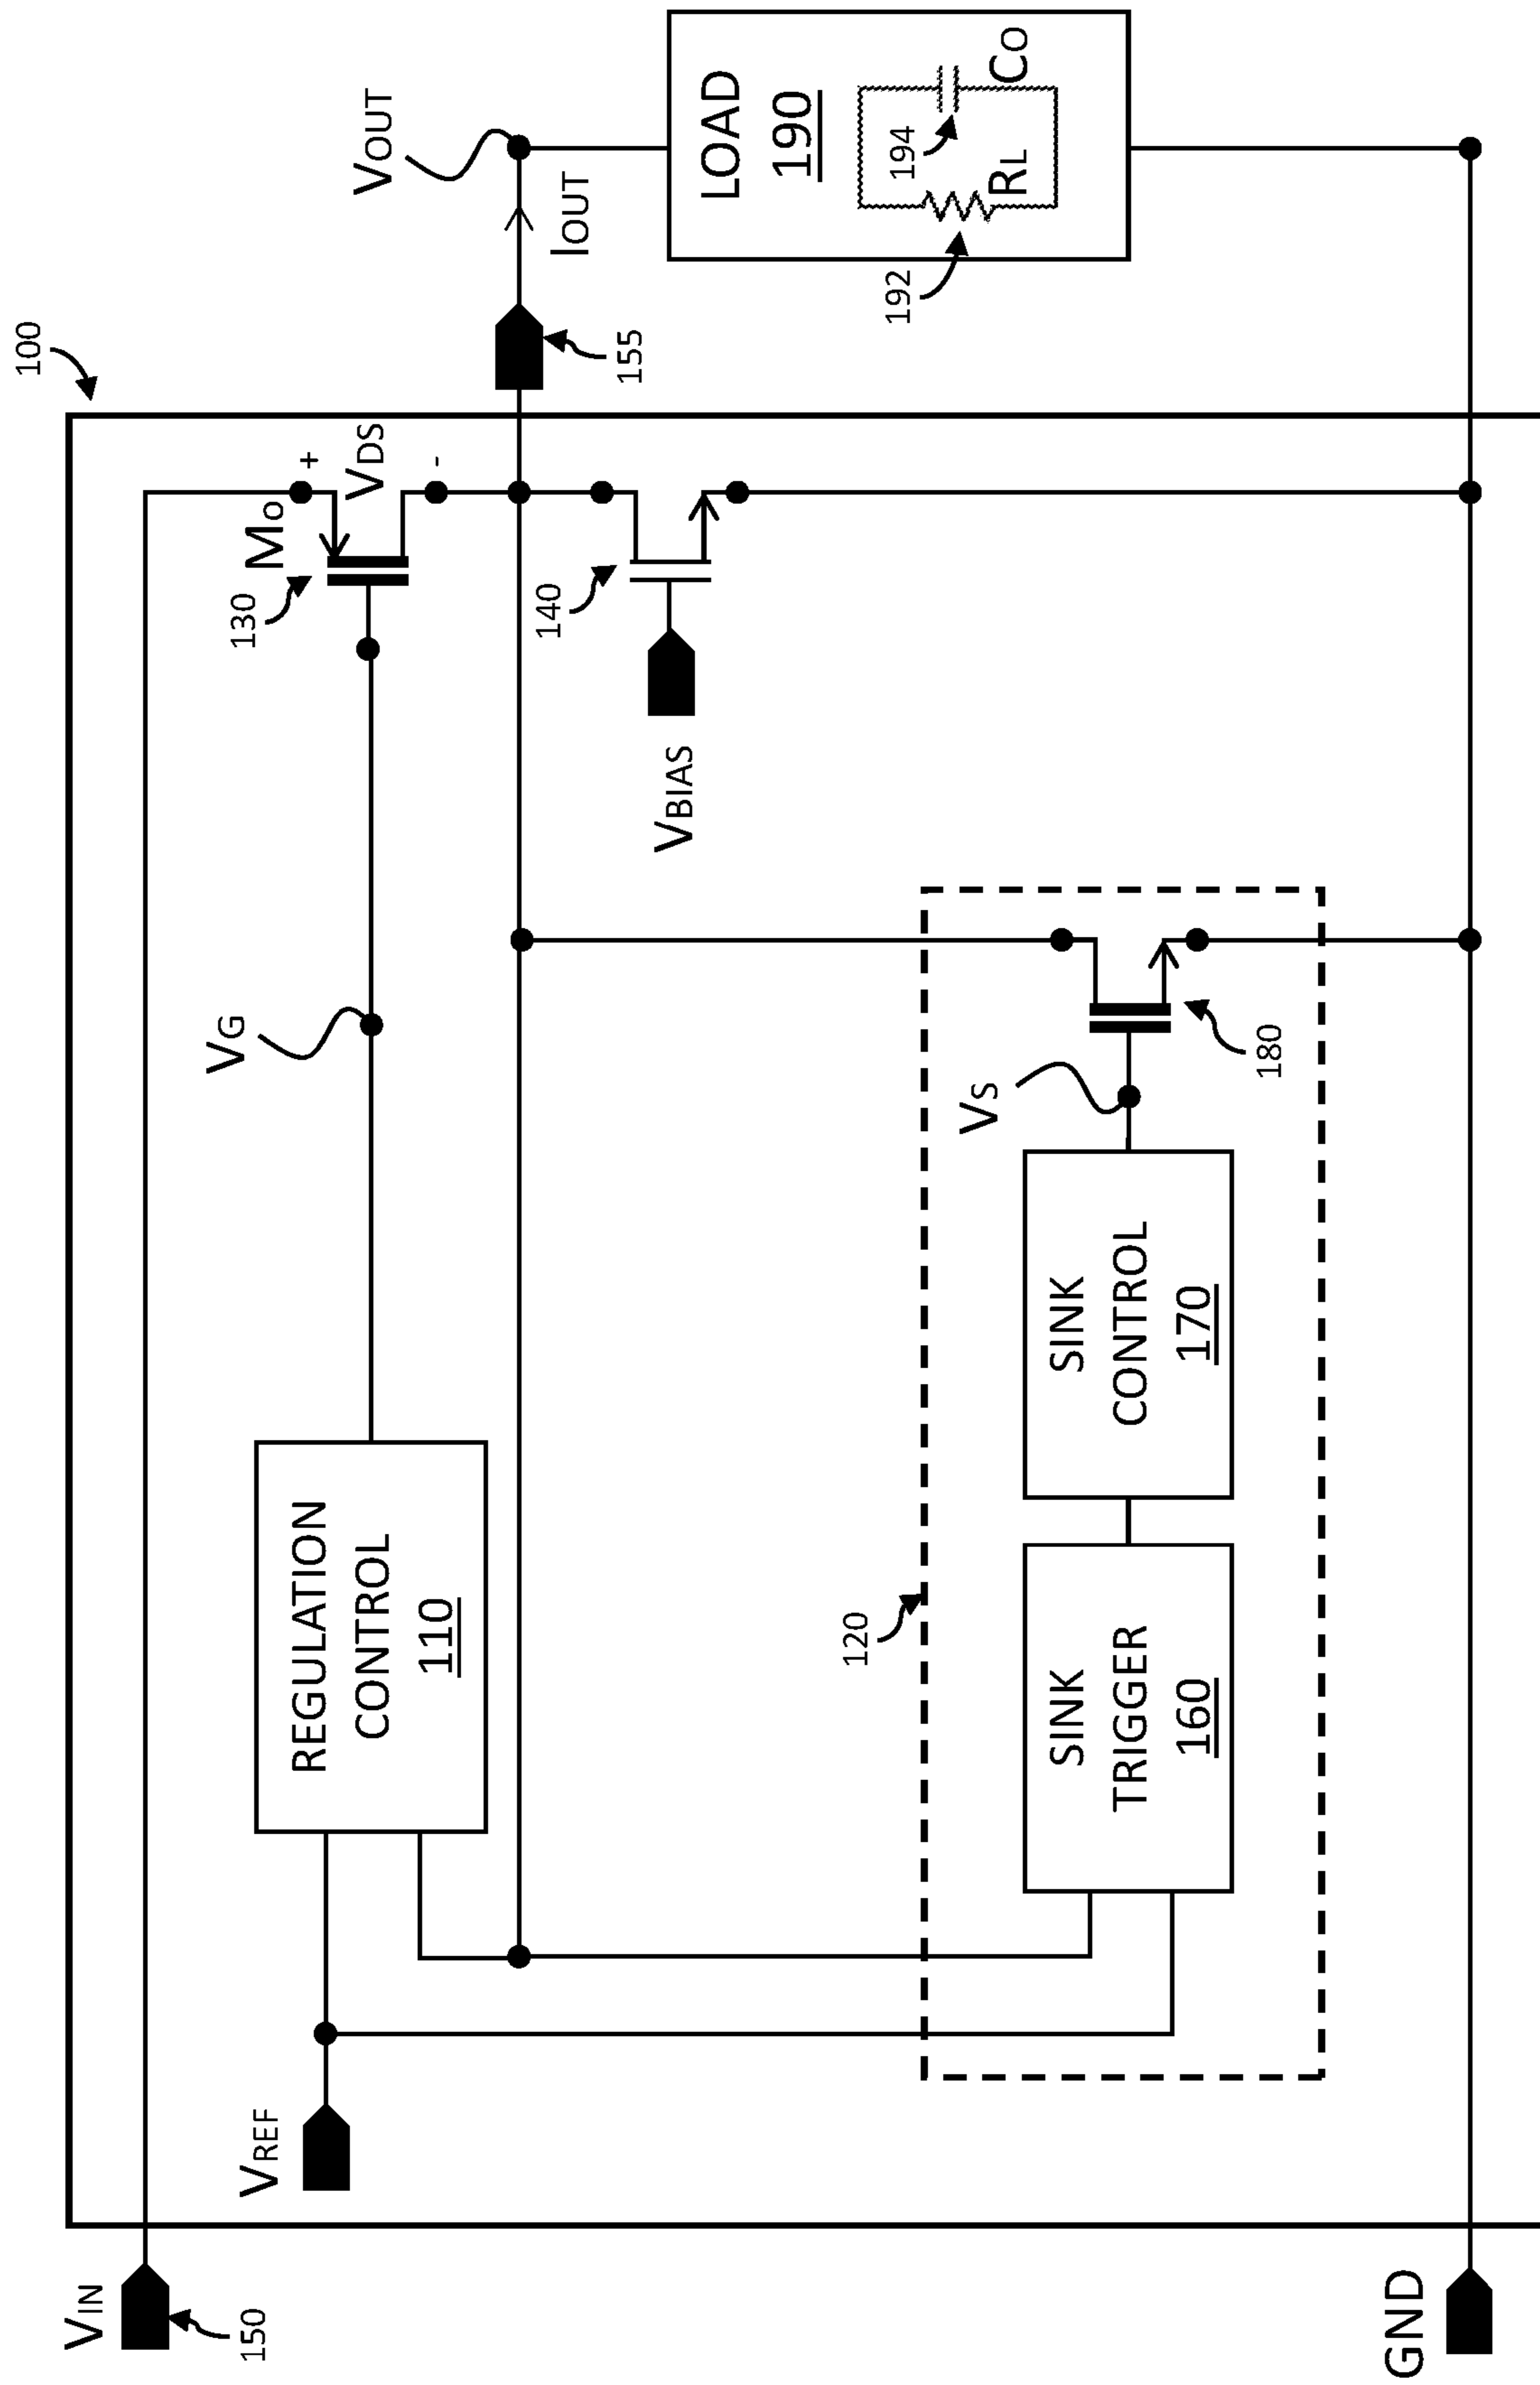 100
VIN
150
VREF
REGULATION
CONTROL
110
VG
130
MO
+
VDS
-
155
IOUT
VOUT
VBIAS
140
120
SINK
TRIGGER
160
SINK
CONTROL
170
VS
180
LOAD
190
192
RL
194
CO
GND